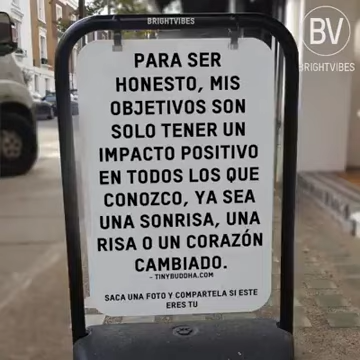 BRIGHTVIBES
BV
BRIGHTVIBES
PARA SER
HONESTO, MIS
OBJETIVOS SON
SOLO TENER UN
IMPACTO POSITIVO
EN TODOS LOS QUE
CONOZCO, YA SEA
UNA SONRISA, UNA
RISA O UN CORAZÓN
CAMBIADO.
- TINYBUDDHA.COM
SACA UNA FOTO Y COMPARTELA SI ESTE
ERES TU